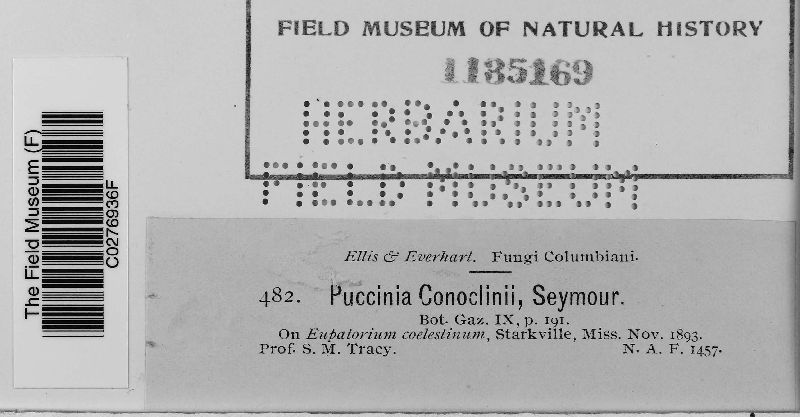 FIELD MUSEUM OF NATURAL HISTORY
1185169
HERBARIUM
FIELD MUSEUM
The Field Museum (F)
C0276936F
Ellis & Everhart. Fungi Columbiani.
482. Puccinia Conoclinii, Seymour.
Bot. Gaz. IX, p. 191.
On Eupatorium coelestinum, Starkville, Miss. Nov. 1893.
Prof. S. M. Tracy. N. A. F. 1457.